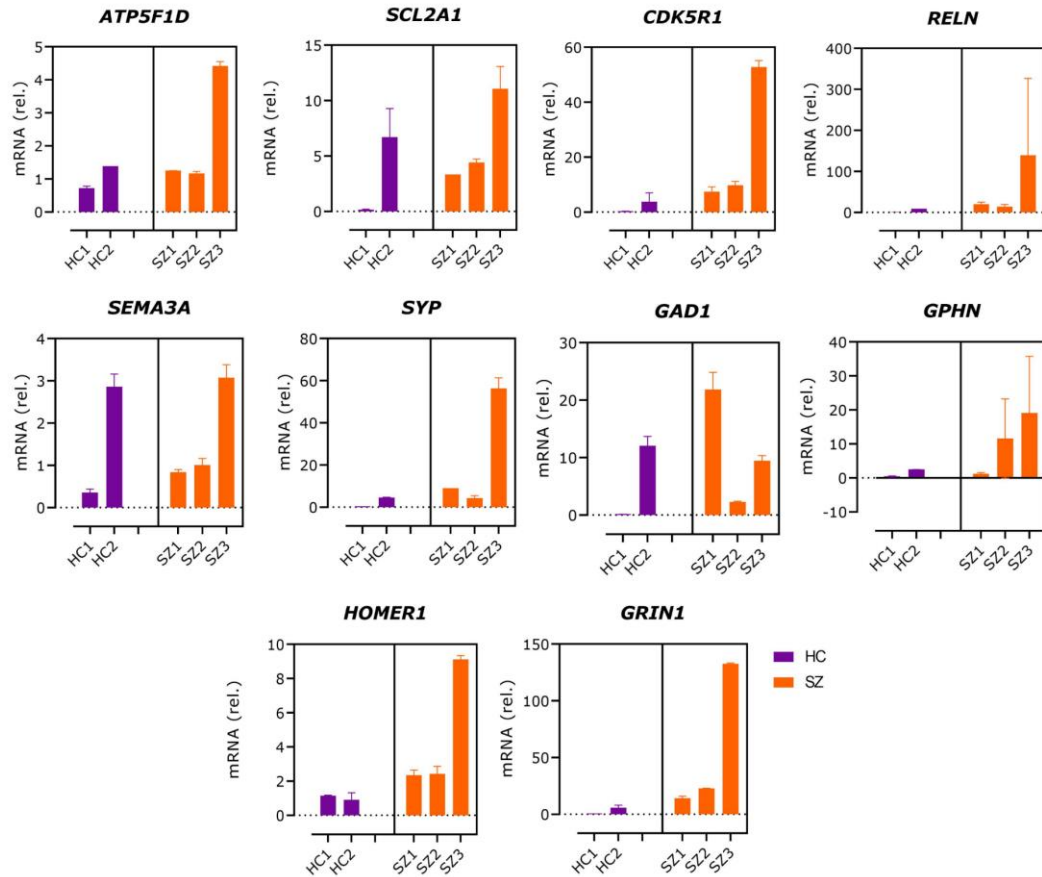 ATP5F1D
mRNA (rel.)
5
4
3
2
1
0
HC1
HC2
SZ1
SZ2
SZ3
SCL2A1
mRNA (rel.)
15
10
5
0
HC1
HC2
SZ1
SZ2
SZ3
CDK5R1
mRNA (rel.)
60
40
20
0
HC1
HC2
SZ1
SZ2
SZ3
RELN
mRNA (rel.)
400
300
200
100
0
HC1
HC2
SZ1
SZ2
SZ3
SEMA3A
mRNA (rel.)
4
3
2
1
0
HC1
HC2
SZ1
SZ2
SZ3
SYP
mRNA (rel.)
80
60
40
20
0
HC1
HC2
SZ1
SZ2
SZ3
GAD1
mRNA (rel.)
30
20
10
0
HC1
HC2
SZ1
SZ2
SZ3
GPHN
mRNA (rel.)
40
30
20
10
0
-10
HC1
HC2
SZ1
SZ2
SZ3
HOMER1
mRNA (rel.)
10
8
6
4
2
0
HC1
HC2
SZ1
SZ2
SZ3
GRIN1
mRNA (rel.)
150
100
50
0
HC1
HC2
SZ1
SZ2
SZ3
HC
SZ